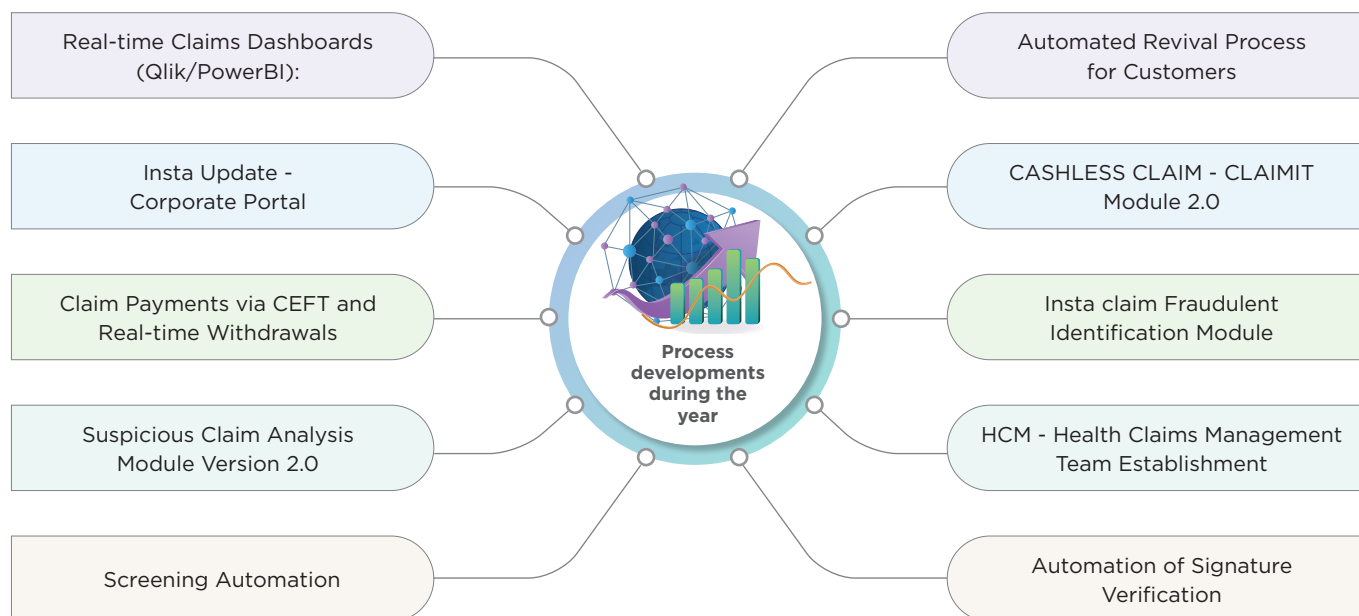 Real-time Claims Dashboards
(Qlik/PowerBI):
Insta Update -
Corporate Portal
Claim Payments via CEFT and
Real-time Withdrawals
Suspicious Claim Analysis
Module Version 2.0
Screening Automation
Process
developments
during the
year
Automated Revival Process
for Customers
CASHLESS CLAIM - CLAIMIT
Module 2.0
Insta claim Fraudulent
Identification Module
HCM - Health Claims Management
Team Establishment
Automation of Signature
Verification